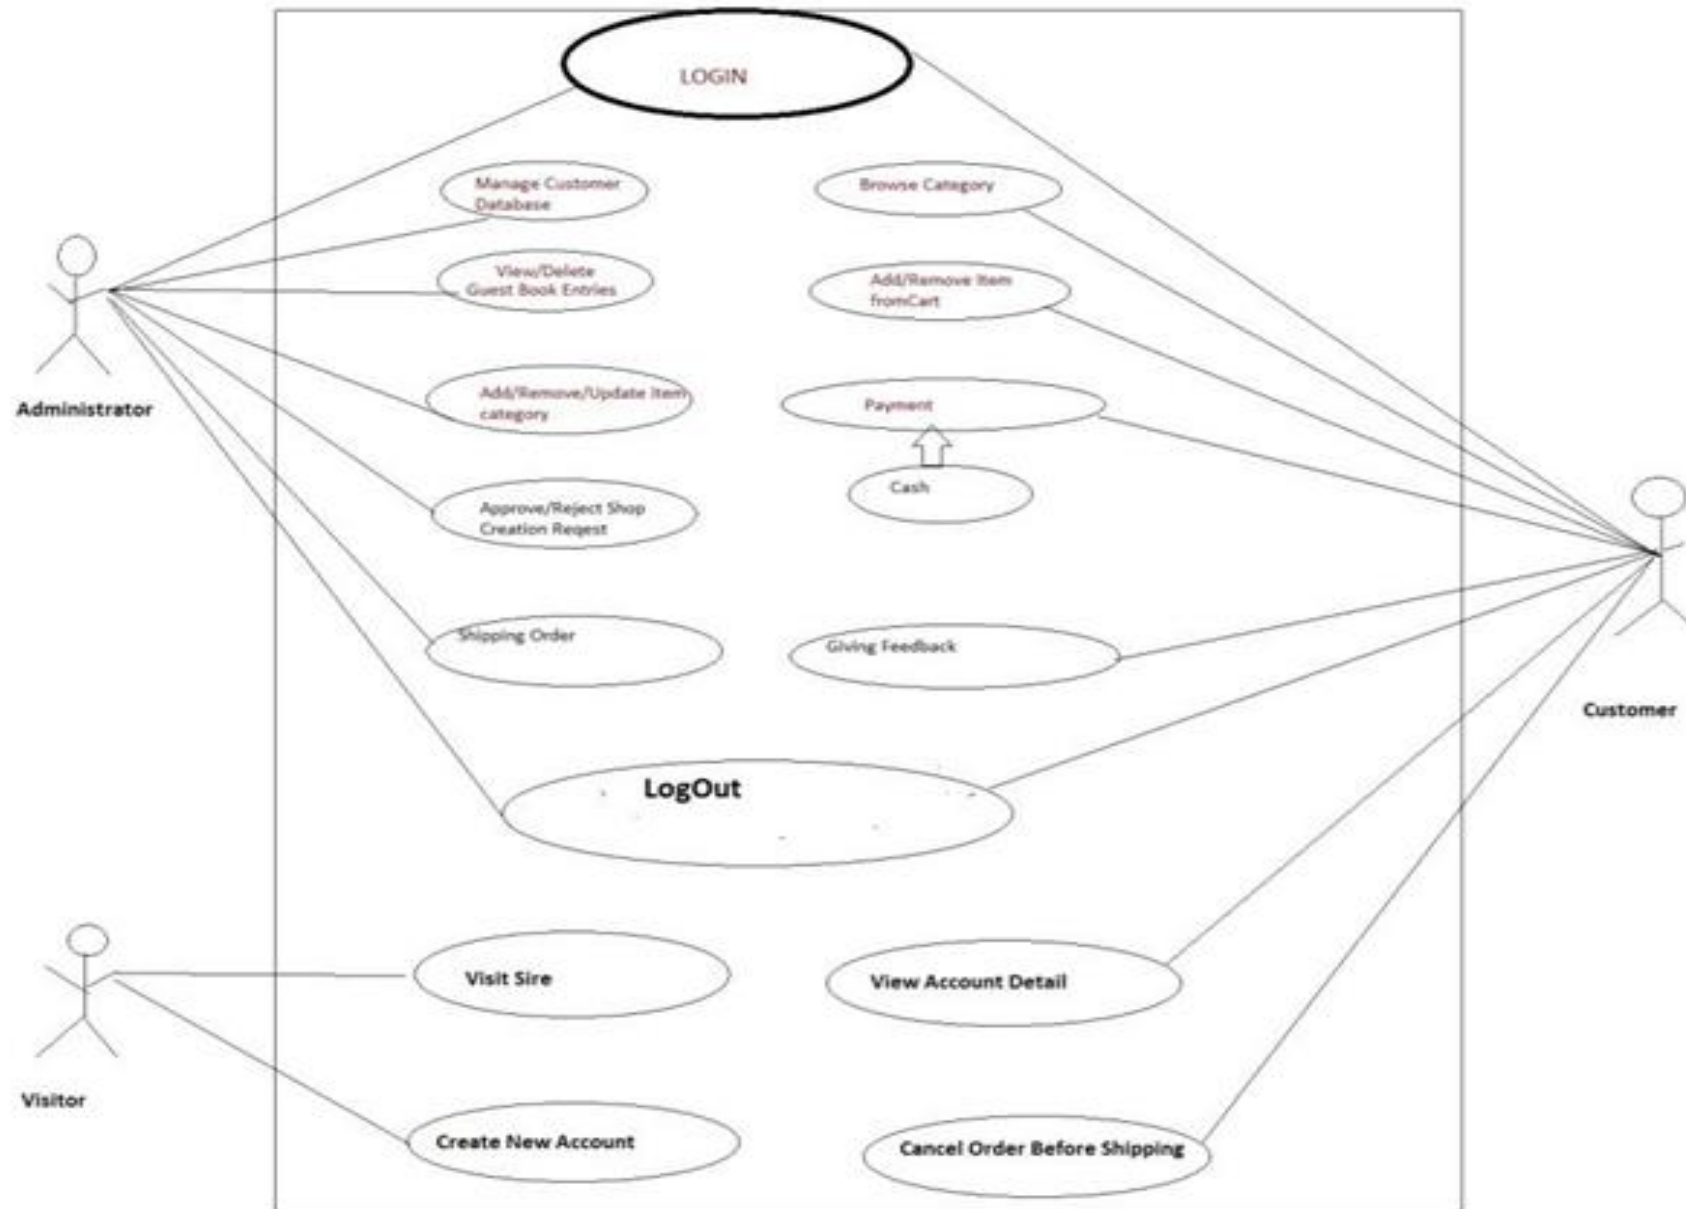 LOGIN
Manage Customer
Database
Browse Category
View/Delete
Guest Book Entries
Add/Remove Item
fromCart
Administrator
Add/Remove/Update Item
category
Payment
Cash
Approve/Reject Shop
Creation Reqest
Shipping Order
Giving Feedback
Customer
LogOut
Visit Sire
View Account Detail
Visitor
Create New Account
Cancel Order Before Shipping